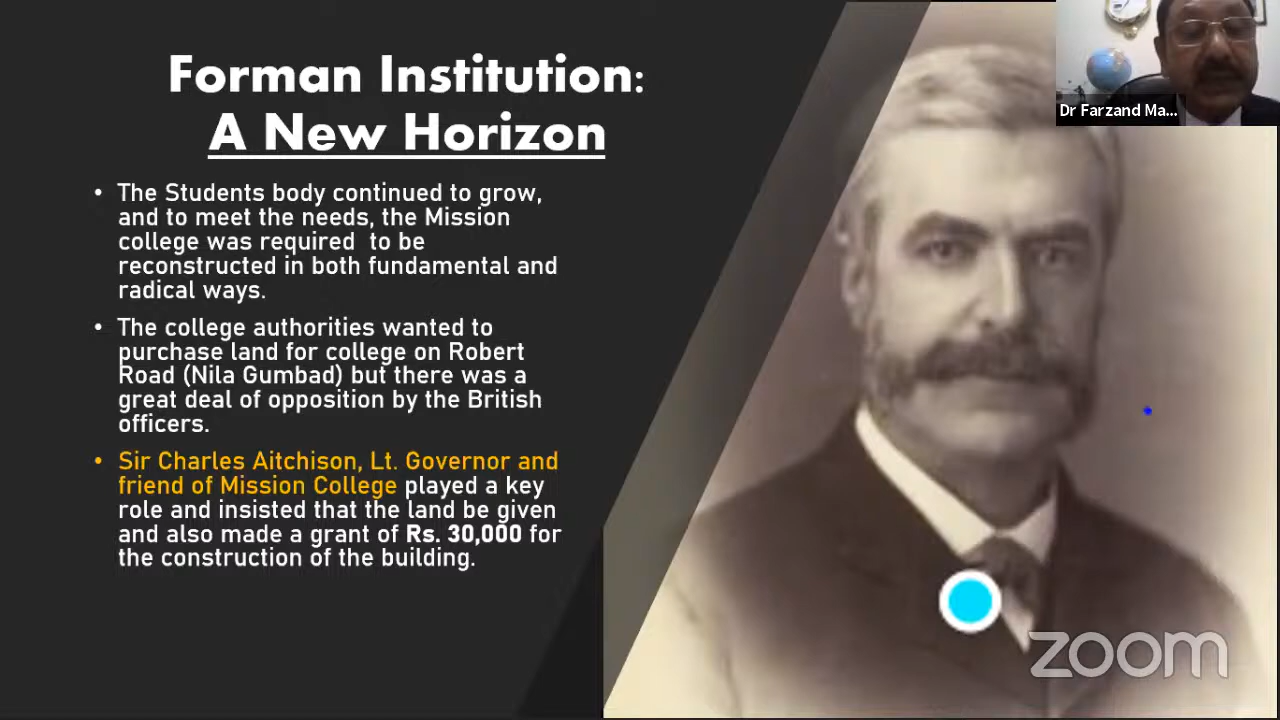 Forman Institution:
A New Horizon
• The Students body continued to grow,
and to meet the needs, the Mission
college was required to be
reconstructed in both fundamental and
radical ways.
• The college authorities wanted to
purchase land for college on Robert
Road (Nila Gumbad) but there was a
great deal of opposition by the British
officers.
• Sir Charles Aitchison, Lt. Governor and
friend of Mission College played a key
role and insisted that the land be given
and also made a grant of Rs. 30,000 for
the construction of the building.
Dr Farzand Ma...
zoom